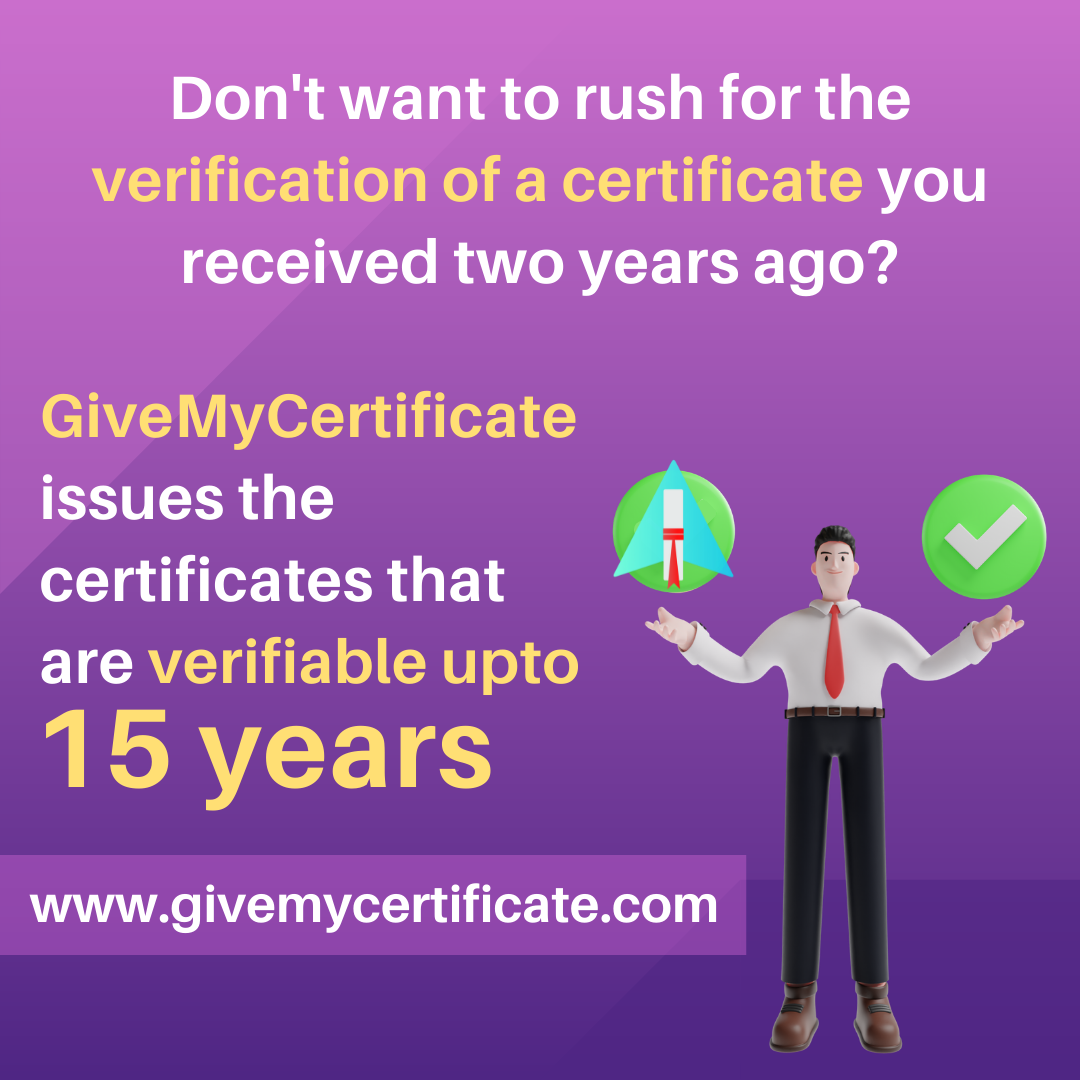 Don't want to rush for the
verification of a certificate you
received two years ago?
GiveMyCertificate
issues the
certificates that
are verifiable upto
15 years
www.givemycertificate.com